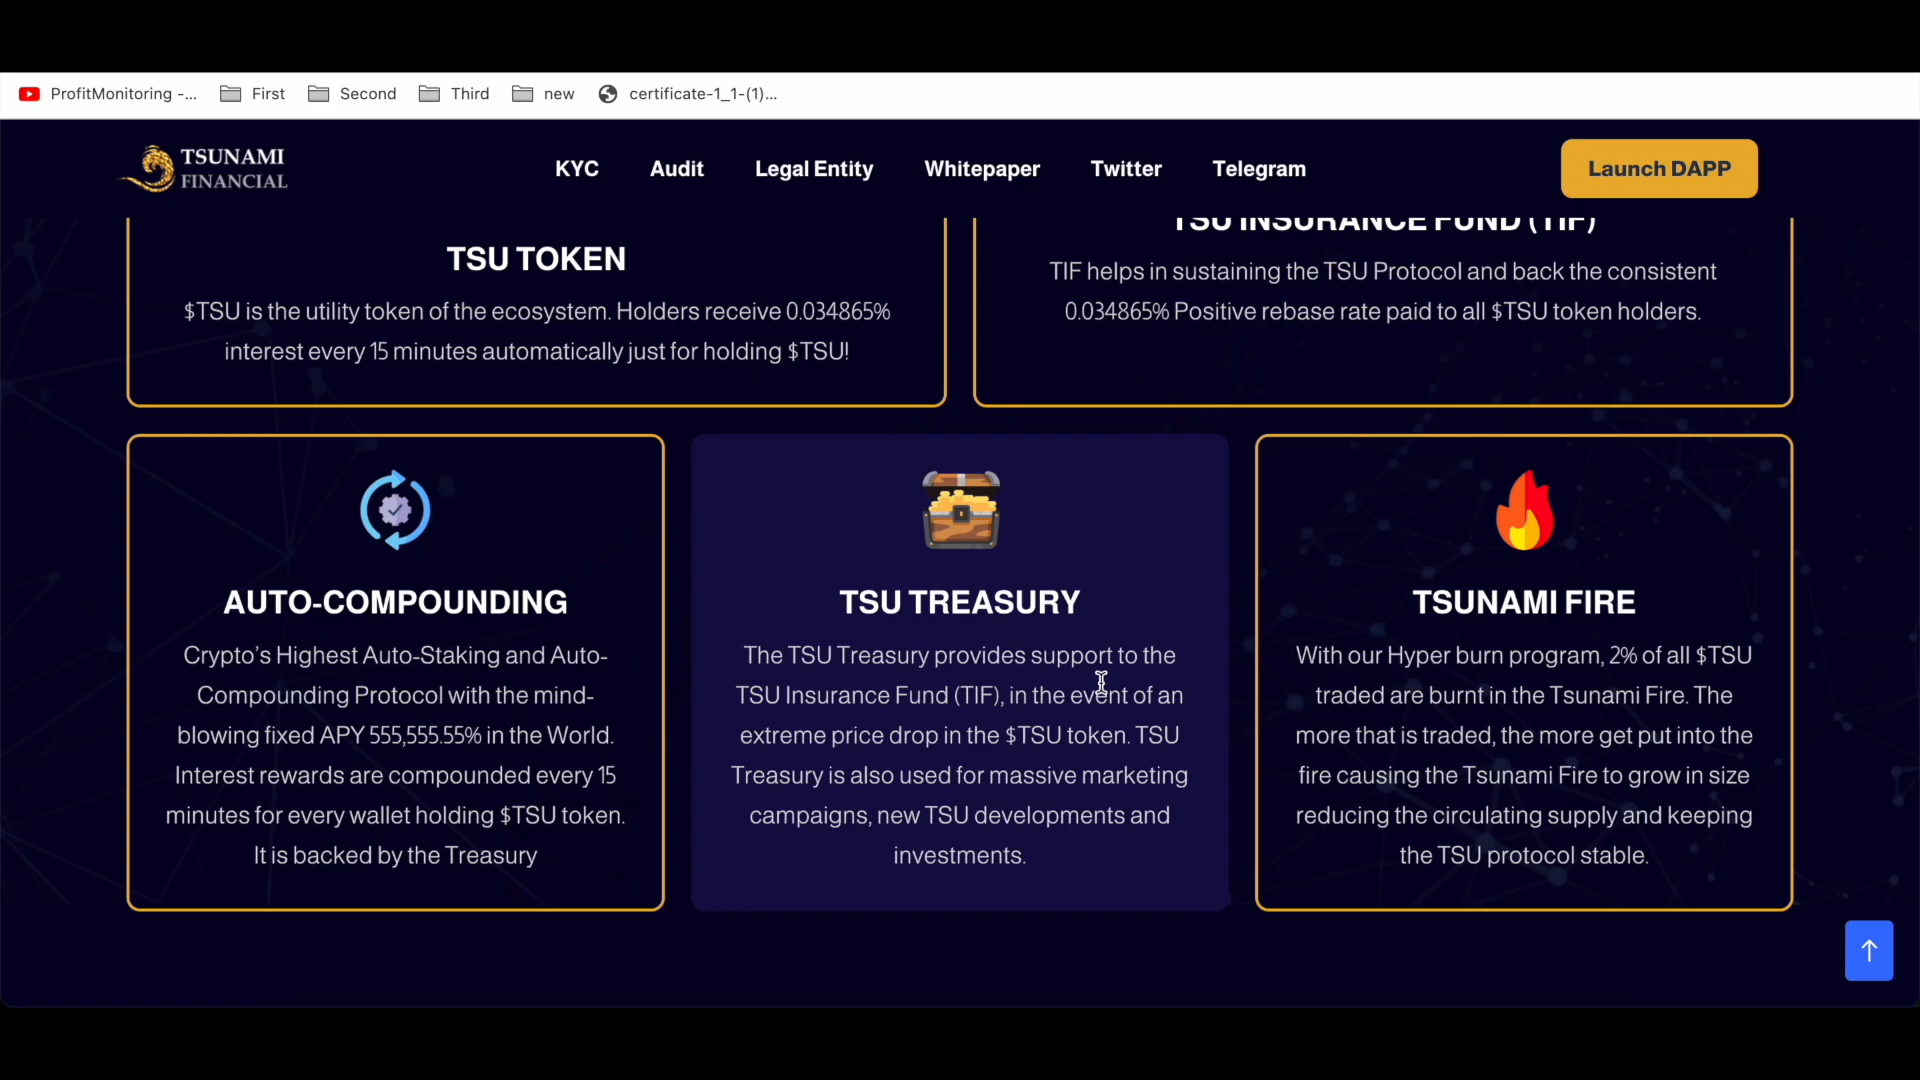 ProfitMonitoring -... First Second Third new certificate-1_1-(1)...
TSUNAMI
FINANCIAL
KYC Audit Legal Entity Whitepaper Twitter Telegram Launch DAPP
TSU TOKEN
$TSU is the utility token of the ecosystem. Holders receive 0.034865%
interest every 15 minutes automatically just for holding $TSU!
TSU INSURANCE FUND (TIF)
TIF helps in sustaining the TSU Protocol and back the consistent
0.034865% Positive rebase rate paid to all $TSU token holders.
AUTO-COMPOUNDING
Crypto’s Highest Auto-Staking and Auto-
Compounding Protocol with the mind-
blowing fixed APY 555,555.55% in the World.
Interest rewards are compounded every 15
minutes for every wallet holding $TSU token.
It is backed by the Treasury
TSU TREASURY
The TSU Treasury provides support to the
TSU Insurance Fund (TIF), in the event of an
extreme price drop in the $TSU token. TSU
Treasury is also used for massive marketing
campaigns, new TSU developments and
investments.
TSUNAMI FIRE
With our Hyper burn program, 2% of all $TSU
traded are burnt in the Tsunami Fire. The
more that is traded, the more get put into the
fire causing the Tsunami Fire to grow in size
reducing the circulating supply and keeping
the TSU protocol stable.